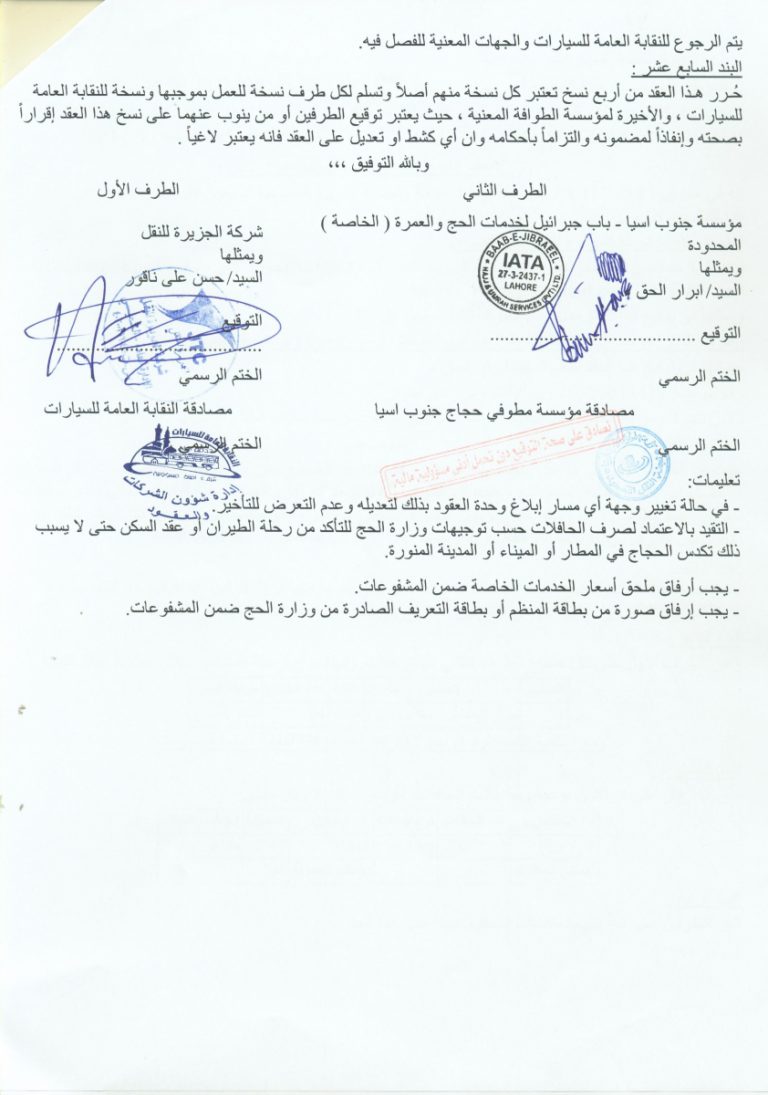 يتم الرجوع للنقابة العامة للسيارات والجهات المعنية للفصل فيه.
البند السابع عشر :
حُرر هذا العقد من أربع نسخ تعتبر كل نسخة منهم أصلاً وتسلم لكل طرف نسخة للعمل بموجبها ونسخة للنقابة العامة
للسيارات ، والأخيرة لمؤسسة الطوافة المعنية ، حيث يعتبر توقيع الطرفين أو من ينوب عنهما على نسخ هذا العقد إقراراً
بصحته وإنفاذاً لمضمونه والتزاماً بأحكامه وان أي كشط او تعديل على العقد فانه يعتبر لاغياً .
وبالله التوفيق ،،،
الطرف الثاني
مؤسسة جنوب اسيا - باب جبرائيل لخدمات الحج والعمرة ( الخاصة )
المحدودة
ويمثلها
السيد/ ابرار الحق
التوقيع ..................................
الختم الرسمي
مصادقة مؤسسة مطوفي حجاج جنوب اسيا
الختم الرسمي
BAAB-E-JIBRAEEL
IATA
27-3-2437-1
LAHORE
HAJJ & UMRAH SERVICES (PVT) LTD.
نصادق على صحة التوقيع دون تحمل أدنى مسؤولية مالية
الطرف الأول
شركة الجزيرة للنقل
ويمثلها
السيد/ حسن على ناقور
التوقيع
..................................
الختم الرسمي
مصادقة النقابة العامة للسيارات
الختم الرسمي
النقابة العامة للسيارات
إدارة شؤون الشركات
والعقود
تعليمات:
- في حالة تغيير وجهة أي مسار إبلاغ وحدة العقود بذلك لتعديله وعدم التعرض للتأخير.
- التقيد بالاعتماد لصرف الحافلات حسب توجيهات وزارة الحج للتأكد من رحلة الطيران أو عقد السكن حتى لا يسبب
ذلك تكدس الحجاج في المطار أو الميناء أو المدينة المنورة.
- يجب أرفاق ملحق أسعار الخدمات الخاصة ضمن المشفوعات.
- يجب إرفاق صورة من بطاقة المنظم أو بطاقة التعريف الصادرة من وزارة الحج ضمن المشفوعات.